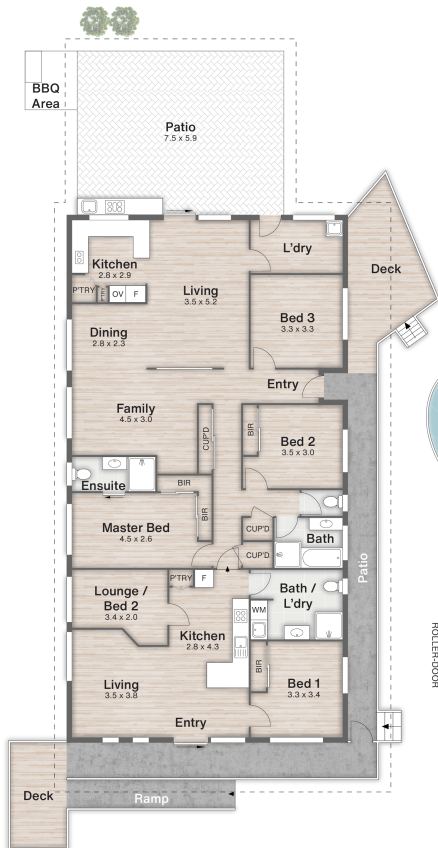 BBQ
Area
Patio
7.5 x 5.9
Kitchen
2.8 x 2.9
L'dry
Deck
P'TRY
OV
F
Living
3.5 x 5.2
Bed 3
3.3 x 3.3
Dining
2.8 x 2.3
Entry
Family
4.5 x 3.0
CUP'D
BIR
Bed 2
3.5 x 3.0
Ensuite
BIR
BIR
Master Bed
4.5 x 2.6
CUP'D
Bath
CUP'D
Patio
Lounge /
Bed 2
3.4 x 2.0
P'TRY
F
Bath /
L'dry
WM
Kitchen
2.8 x 4.3
ROLLER-DOOR
Living
3.5 x 3.8
BIR
Bed 1
3.3 x 3.4
Entry
Deck
Ramp